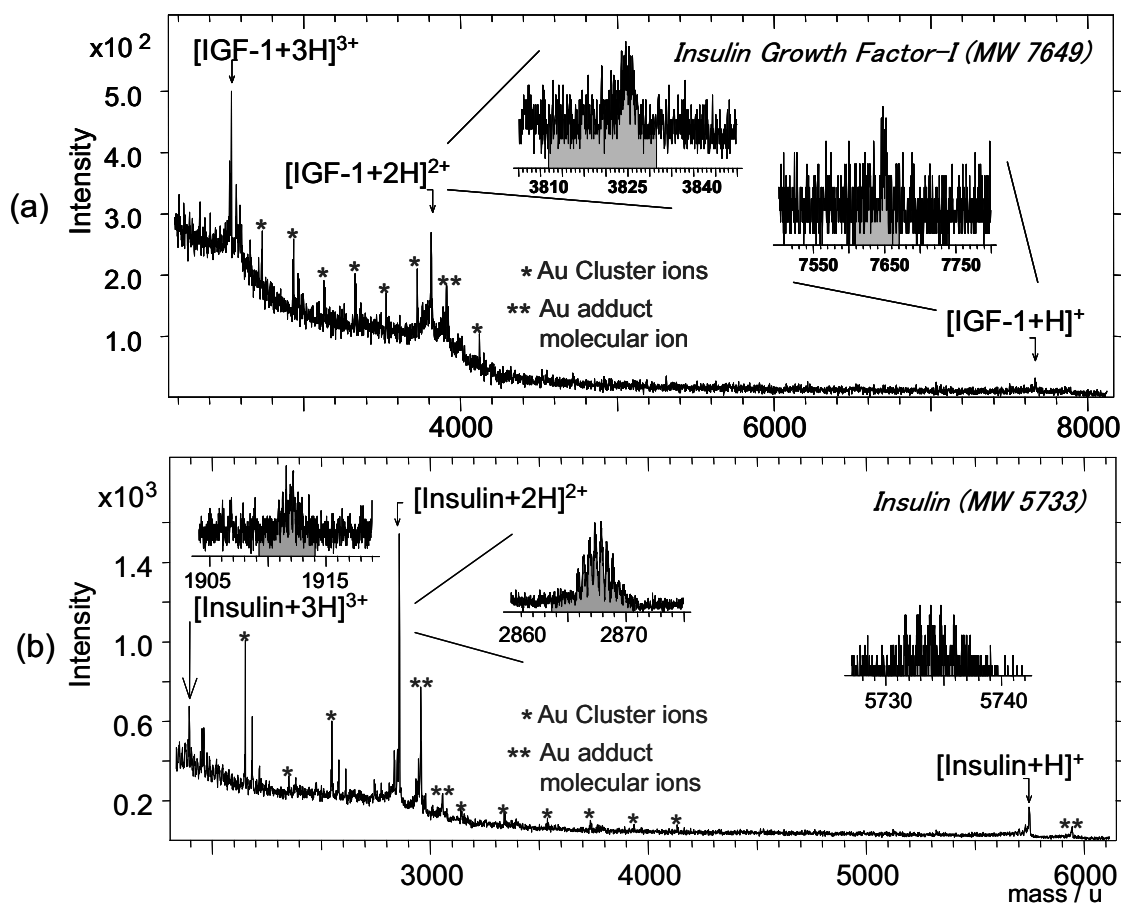 (a)
x10 2
Intensity
5.0
4.0
3.0
2.0
1.0
[IGF-1+3H]3+
Insulin Growth Factor-I (MW 7649)
[IGF-1+2H]2+
3810 3825 3840
7550 7650 7750
[IGF-1+H]+
* * * * * * ** *
* Au Cluster ions
** Au adduct
molecular ion
4000 6000 8000
(b)
x10 3
Intensity
1.4
1.0
0.6
0.2
1905 1915
[Insulin+3H]3+
[Insulin+2H]2+
Insulin (MW 5733)
2860 2870
5730 5740
[Insulin+H]+
* * * ** ** * * * * * * **
* Au Cluster ions
** Au adduct
molecular ions
3000 4000 5000 6000
mass / u